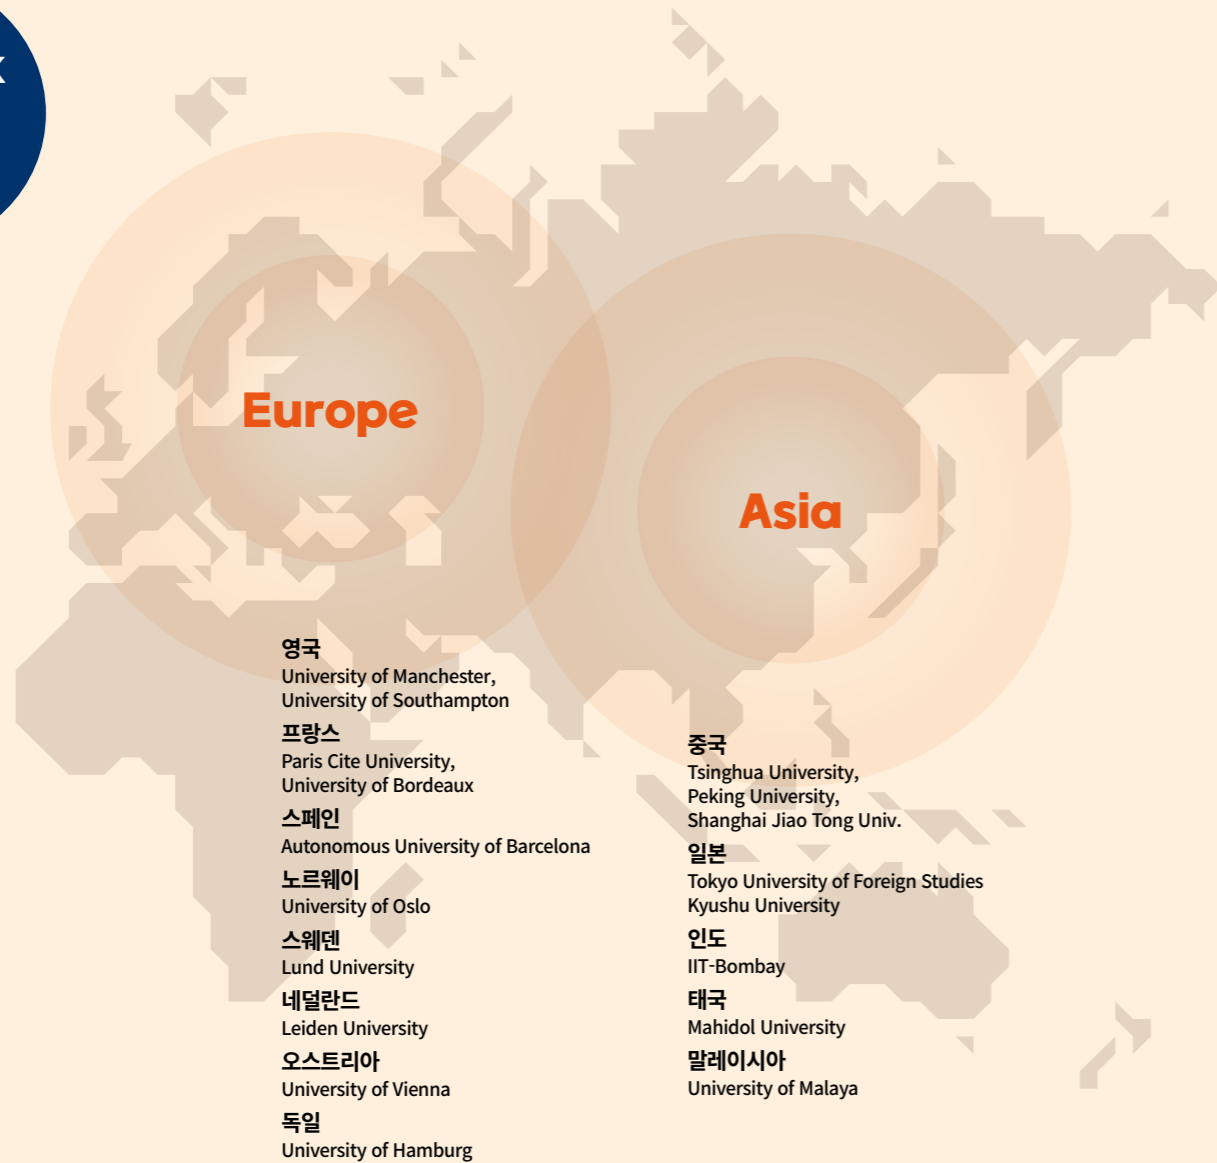 Europe
영국
University of Manchester,
University of Southampton
프랑스
Paris Cite University,
University of Bordeaux
스페인
Autonomous University of Barcelona
노르웨이
University of Oslo
스웨덴
Lund University
네덜란드
Leiden University
오스트리아
University of Vienna
독일
University of Hamburg
Asia
중국
Tsinghua University,
Peking University,
Shanghai Jiao Tong Univ.
일본
Tokyo University of Foreign Studies
Kyushu University
인도
IIT-Bombay
태국
Mahidol University
말레이시아
University of Malaya